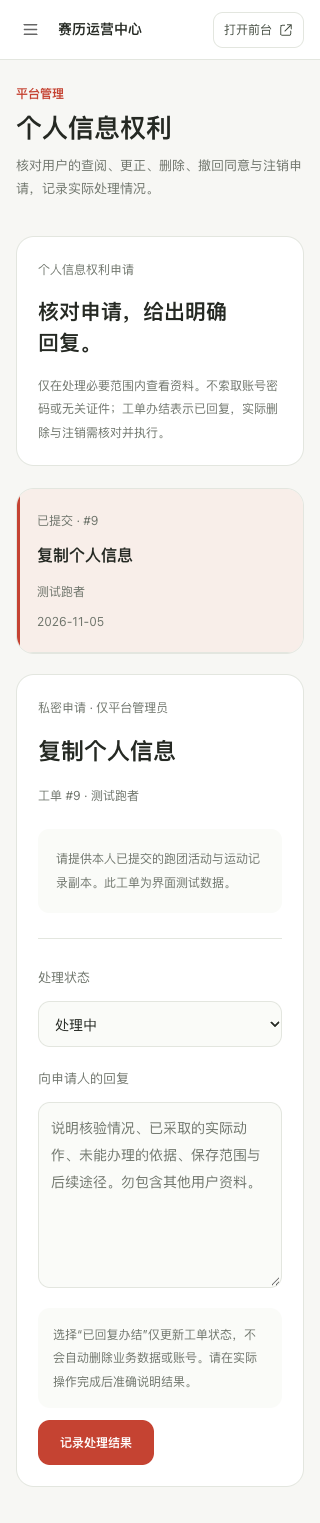 赛历运营中心
打开前台
平台管理
个人信息权利
核对用户的查阅、更正、删除、撤回同意与注销申
请，记录实际处理情况。
个人信息权利申请
核对申请，给出明确
回复。
仅在处理必要范围内查看资料。不索取账号密
码或无关证件；工单办结表示已回复，实际删
除与注销需核对并执行。
已提交 · #9
复制个人信息
测试跑者
2026-11-05
私密申请 · 仅平台管理员
复制个人信息
工单 #9 · 测试跑者
请提供本人已提交的跑团活动与运动记
录副本。此工单为界面测试数据。
处理状态
处理中
向申请人的回复
说明核验情况、已采取的实际动
作、未能办理的依据、保存范围与
后续途径。勿包含其他用户资料。
选择“已回复办结”仅更新工单状态，不
会自动删除业务数据或账号。请在实际
操作完成后准确说明结果。
记录处理结果